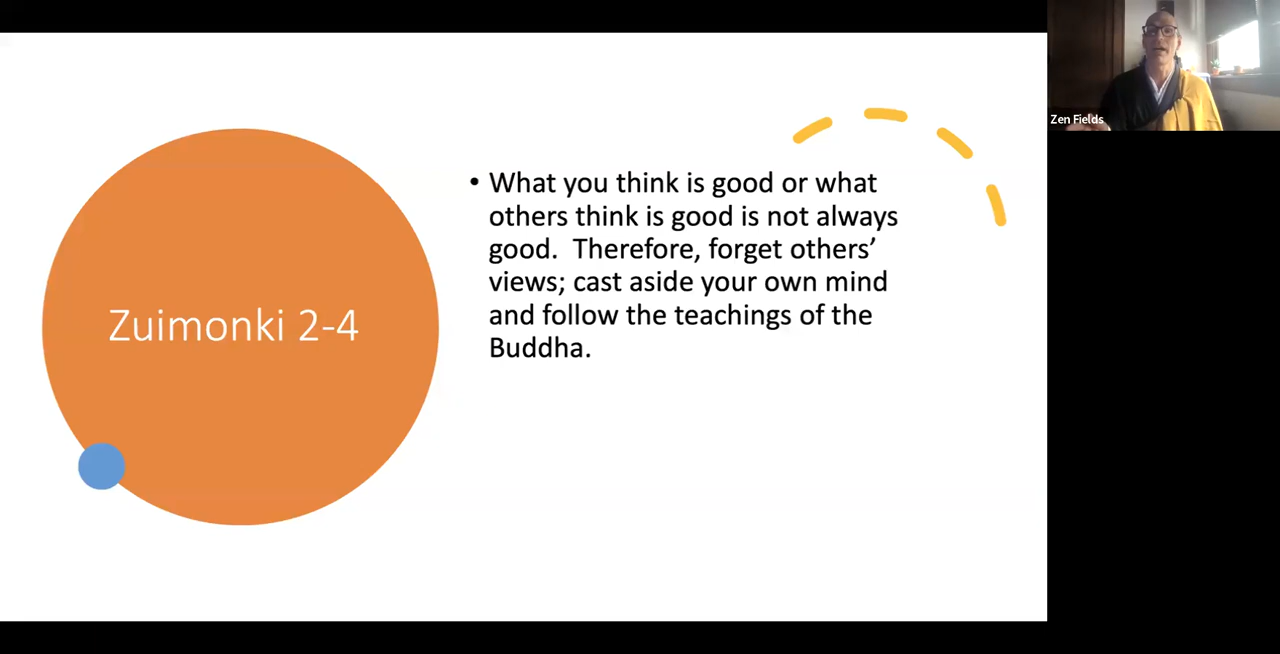 Zuimonki 2-4
• What you think is good or what
others think is good is not always
good.  Therefore, forget others’
views; cast aside your own mind
and follow the teachings of the
Buddha.
Zen Fields